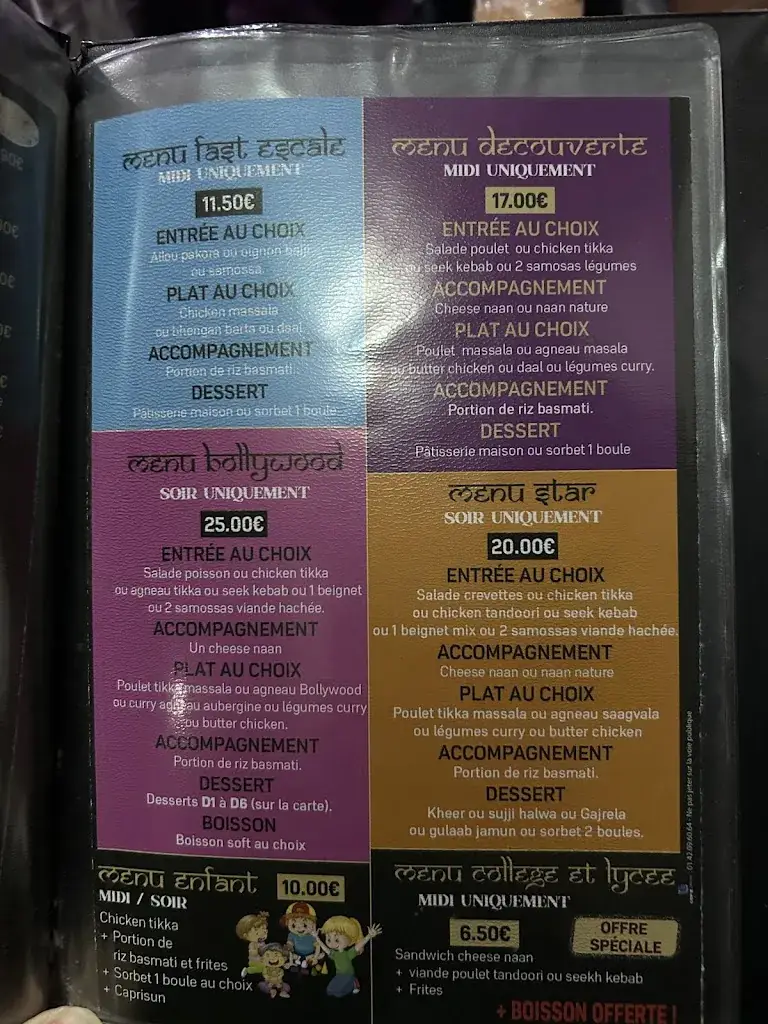 menu fast escale
MIDI UNIQUEMENT
11.50€
ENTRÉE AU CHOIX
Allou pakora ou oignon bajji
ou samossa.
PLAT AU CHOIX
Chicken massala
ou bhengan barta ou daal
ACCOMPAGNEMENT
Portion de riz basmati.
DESSERT
Pâtisserie maison ou sorbet 1 boule
menu decouverte
MIDI UNIQUEMENT
17.00€
ENTRÉE AU CHOIX
Salade poulet ou chicken tikka
ou seek kebab ou 2 samosas légumes
ACCOMPAGNEMENT
Cheese naan ou naan nature
PLAT AU CHOIX
Poulet massala ou agneau masala
ou butter chicken ou daal ou légumes curry.
ACCOMPAGNEMENT
Portion de riz basmati.
DESSERT
Pâtisserie maison ou sorbet 1 boule
menu bollywood
SOIR UNIQUEMENT
25.00€
ENTRÉE AU CHOIX
Salade poisson ou chicken tikka
ou agneau tikka ou seek kebab ou 1 beignet
ou 2 samossas viande hachée.
ACCOMPAGNEMENT
Un cheese naan
PLAT AU CHOIX
Poulet tikka massala ou agneau Bollywood
ou curry agneau aubergine ou légumes curry
ou butter chicken.
ACCOMPAGNEMENT
Portion de riz basmati.
DESSERT
Desserts D1 à D6 (sur la carte).
BOISSON
Boisson soft au choix
menu star
SOIR UNIQUEMENT
20.00€
ENTRÉE AU CHOIX
Salade crevettes ou chicken tikka
ou chicken tandoori ou seek kebab
ou 1 beignet mix ou 2 samossas viande hachée.
ACCOMPAGNEMENT
Cheese naan ou naan nature
PLAT AU CHOIX
Poulet tikka massala ou agneau saagvala
ou légumes curry ou butter chicken
ACCOMPAGNEMENT
Portion de riz basmati.
DESSERT
Kheer ou sujji halwa ou Gajrela
ou gulaab jamun ou sorbet 2 boules.
menu enfant
10.00€
MIDI / SOIR
Chicken tikka
+ Portion de
riz basmati et frites
+ Sorbet 1 boule au choix
+ Caprisun
menu college et lycee
MIDI UNIQUEMENT
6.50€
OFFRE
SPÉCIALE
Sandwich cheese naan
+ viande poulet tandoori ou seekh kebab
+ Frites
+ BOISSON OFFERTE !
01.42.09.60.64 - Ne pas jeter sur la voie publique